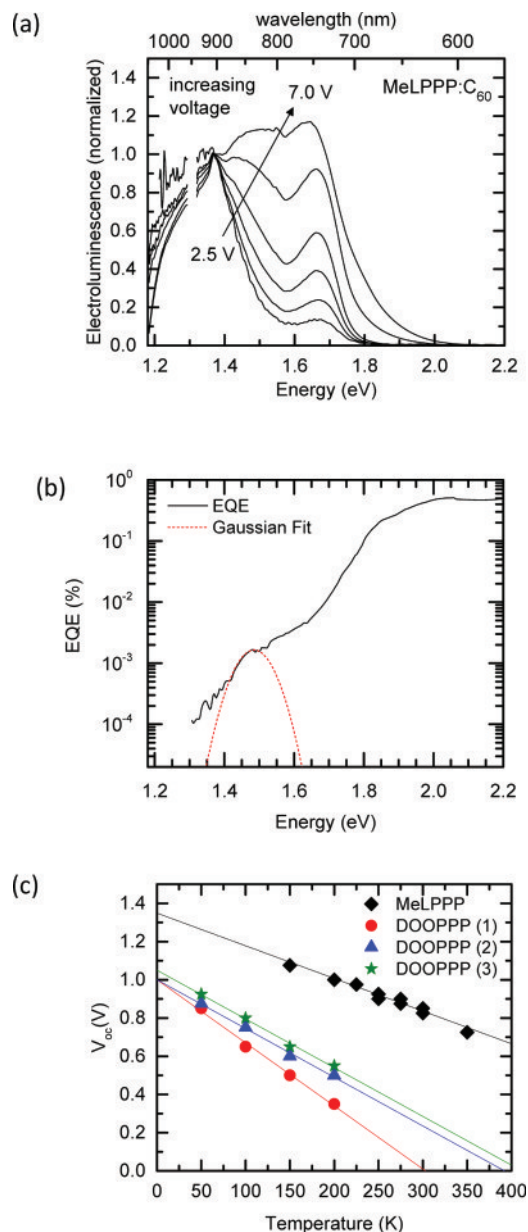 (a)
wavelength (nm)
1000 900 800 700 600
Electroluminescence (normalized)
1.4
1.2
1.0
0.8
0.6
0.4
0.2
0.0
increasing
voltage
7.0 V
MeLPPP:C60
2.5 V
1.2 1.4 1.6 1.8 2.0 2.2
Energy (eV)
(b)
EQE (%)
10^0
10^-1
10^-2
10^-3
10^-4
EQE
Gaussian Fit
1.2 1.4 1.6 1.8 2.0 2.2
Energy (eV)
(c)
Voc(V)
1.4
1.2
1.0
0.8
0.6
0.4
0.2
0.0
MeLPPP
DOOPPP (1)
DOOPPP (2)
DOOPPP (3)
0 50 100 150 200 250 300 350 400
Temperature (K)